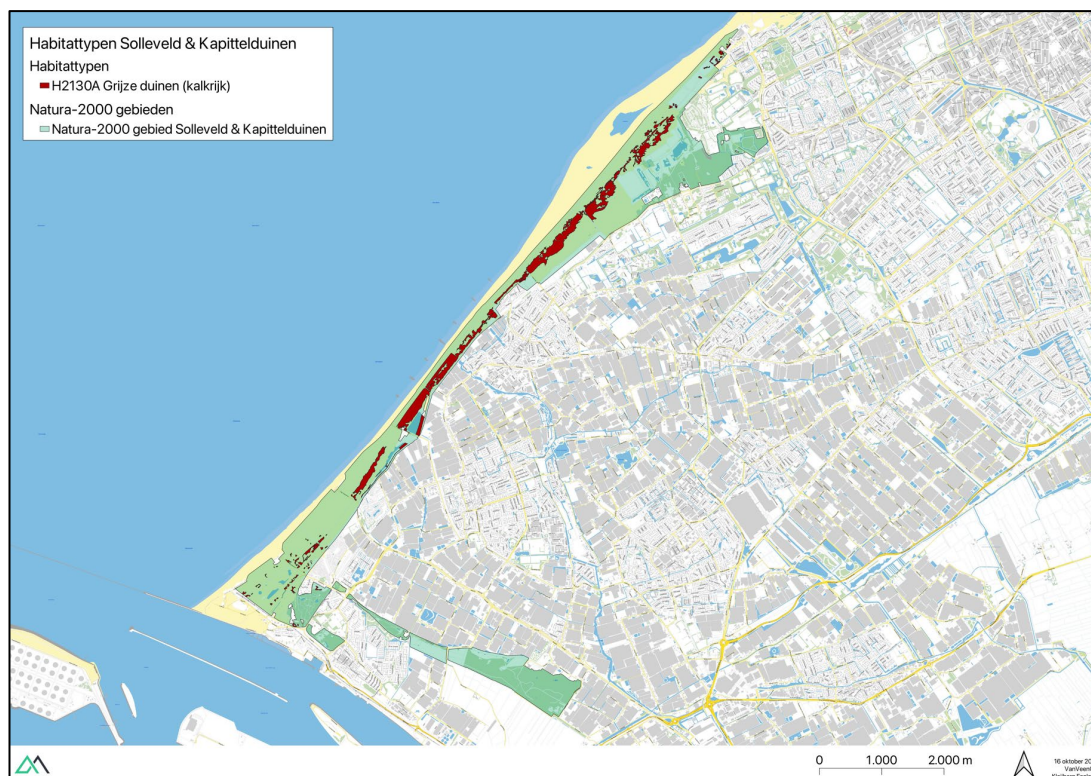 Habitattypen Solleveld & Kapittelduinen
Habitattypen
H2130A Grijze duinen (kalkrijk)
Natura-2000 gebieden
Natura-2000 gebied Solleveld & Kapittelduinen
0 1.000 2.000 m
16 oktober 20